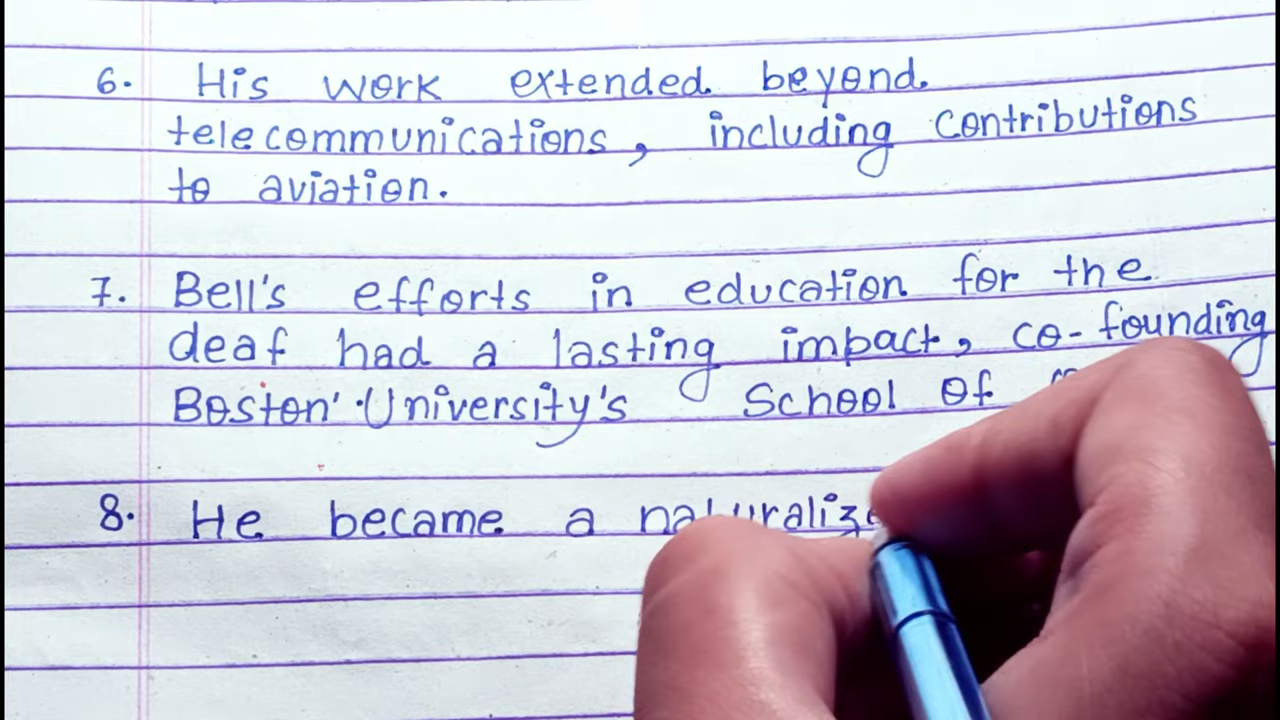 6. His work extended beyond.
telecommunications, including contributions
to aviation.
7. Bell's efforts in education for the
deaf had a lasting impact, co-founding
Boston University's School of
8. He became a